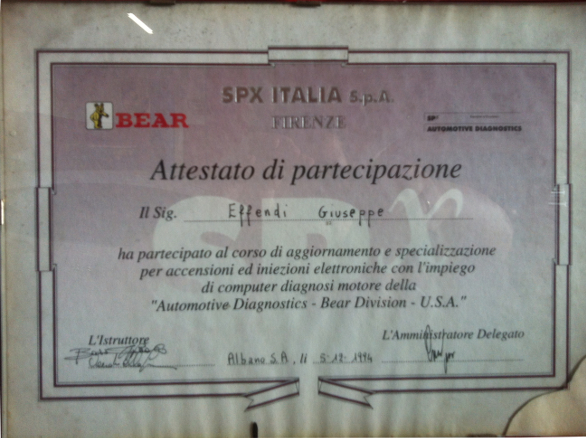 SPX ITALIA S.p.A.
FIRENZE
BEAR
AUTOMOTIVE DIAGNOSTICS
Attestato di partecipazione
Il Sig. Effendi Giuseppe
ha partecipato al corso di aggiornamento e specializzazione
per accensioni ed iniezioni elettroniche con l'impiego
di computer diagnosi motore della
"Automotive Diagnostics - Bear Division - U.S.A."
L'Istruttore
L'Amministratore Delegato
Albano S.A., li 5-12-1994